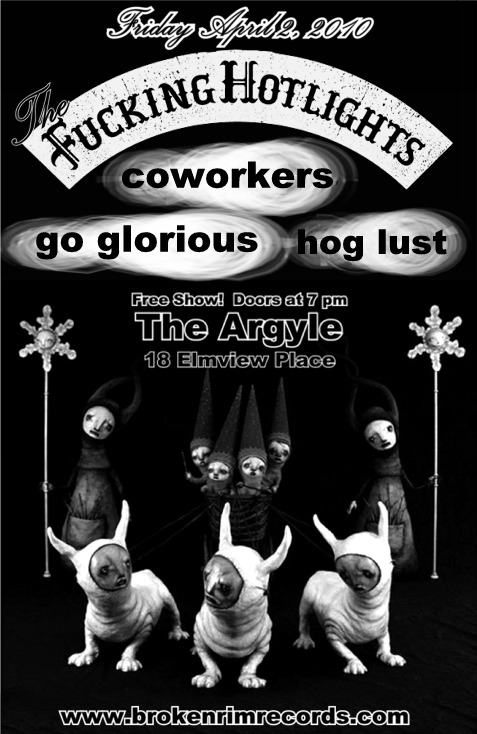 Friday April 2, 2010
The
Fucking Hotlights
coworkers
go glorious hog lust
Free Show! Doors at 7 pm
The Argyle
18 Elmview Place
www.brokenrimrecords.com